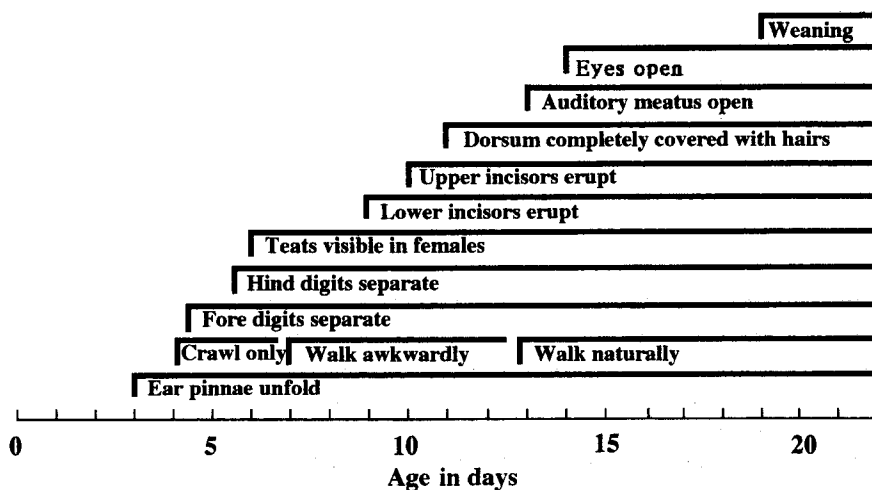 Weaning
Eyes open
Auditory meatus open
Dorsum completely covered with hairs
Upper incisors erupt
Lower incisors erupt
Teats visible in females
Hind digits separate
Fore digits separate
Crawl only Walk awkwardly Walk naturally
Ear pinnae unfold
0 5 10 15 20
Age in days